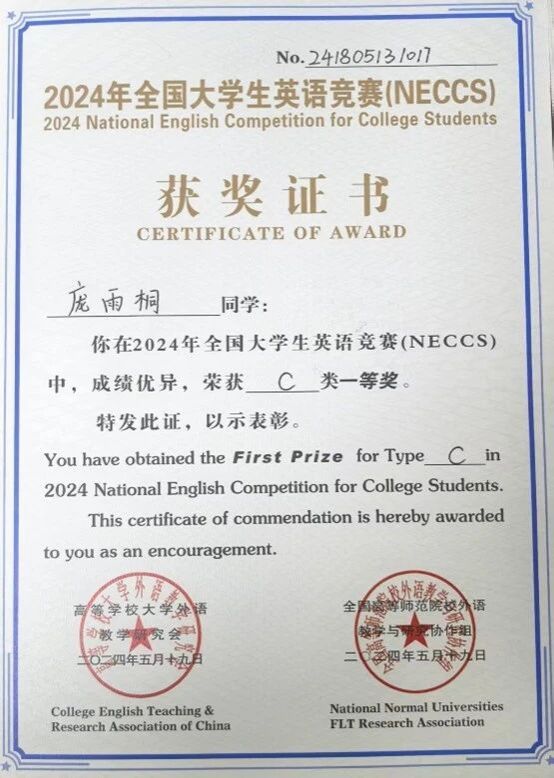 No. 241805131017
2024年全国大学生英语竞赛(NECCS)
2024 National English Competition for College Students
获奖证书
CERTIFICATE OF AWARD
庞雨桐 同学：
你在2024年全国大学生英语竞赛(NECCS)
中，成绩优异，荣获 C 类一等奖。
特发此证，以示表彰。
You have obtained the First Prize for Type C in
2024 National English Competition for College Students.
This certificate of commendation is hereby awarded
to you as an encouragement.
高等学校大学外语
教学研究会
二〇二四年五月十九日
College English Teaching &
Research Association of China
全国高等师范院校外语
教学与研究协作组
二〇二四年五月十九日
National Normal Universities
FLT Research Association